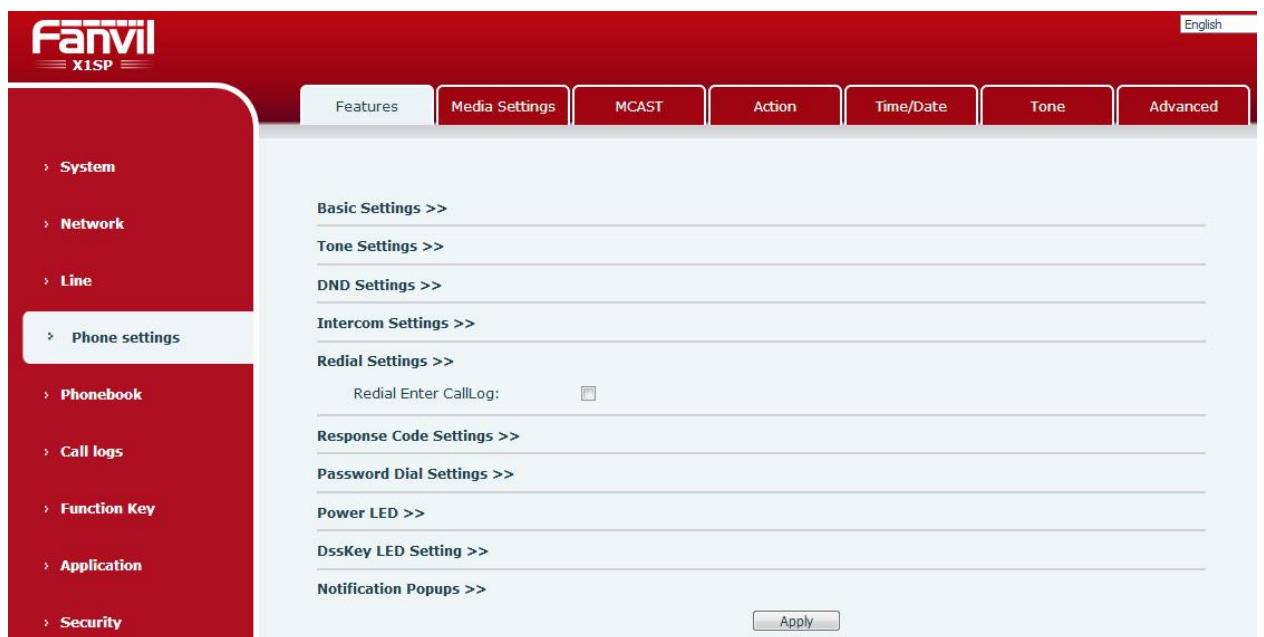 Fanvil
X1SP
English
Features Media Settings MCAST Action Time/Date Tone Advanced
› System
› Network
› Line
› Phone settings
› Phonebook
› Call logs
› Function Key
› Application
› Security
Basic Settings >>
Tone Settings >>
DND Settings >>
Intercom Settings >>
Redial Settings >>
Redial Enter CallLog:
Response Code Settings >>
Password Dial Settings >>
Power LED >>
DssKey LED Setting >>
Notification Popups >>
Apply